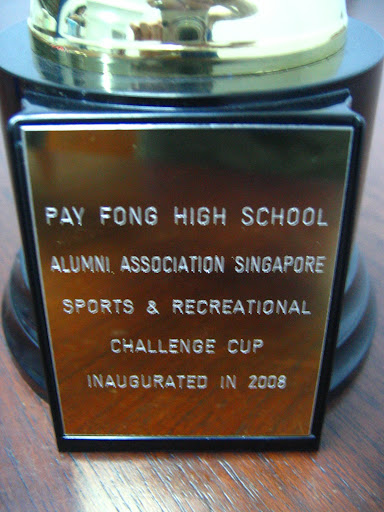 PAY FONG HIGH SCHOOL
ALUMNI ASSOCIATION SINGAPORE
SPORTS & RECREATIONAL
CHALLENGE CUP
INAUGURATED IN 2008